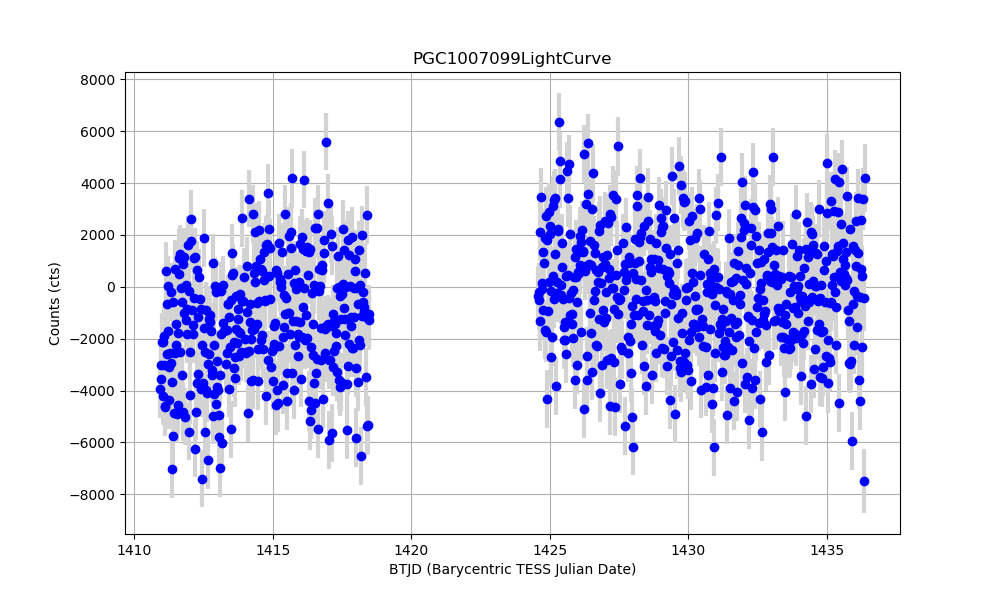 PGC1007099LightCurve
8000
6000
4000
2000
0
−2000
−4000
−6000
−8000
Counts (cts)
1410 1415 1420 1425 1430 1435
BTJD (Barycentric TESS Julian Date)